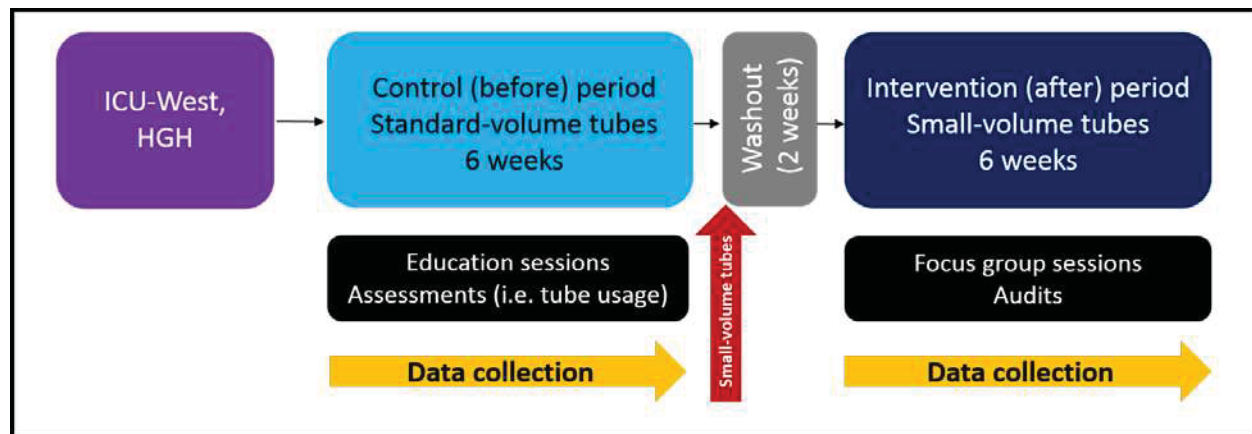 ICU-West,
HGH
Control (before) period
Standard-volume tubes
6 weeks
Washout
(2 weeks)
Intervention (after) period
Small-volume tubes
6 weeks
Education sessions
Assessments (i.e. tube usage)
Small-volume tubes
Focus group sessions
Audits
Data collection
Data collection